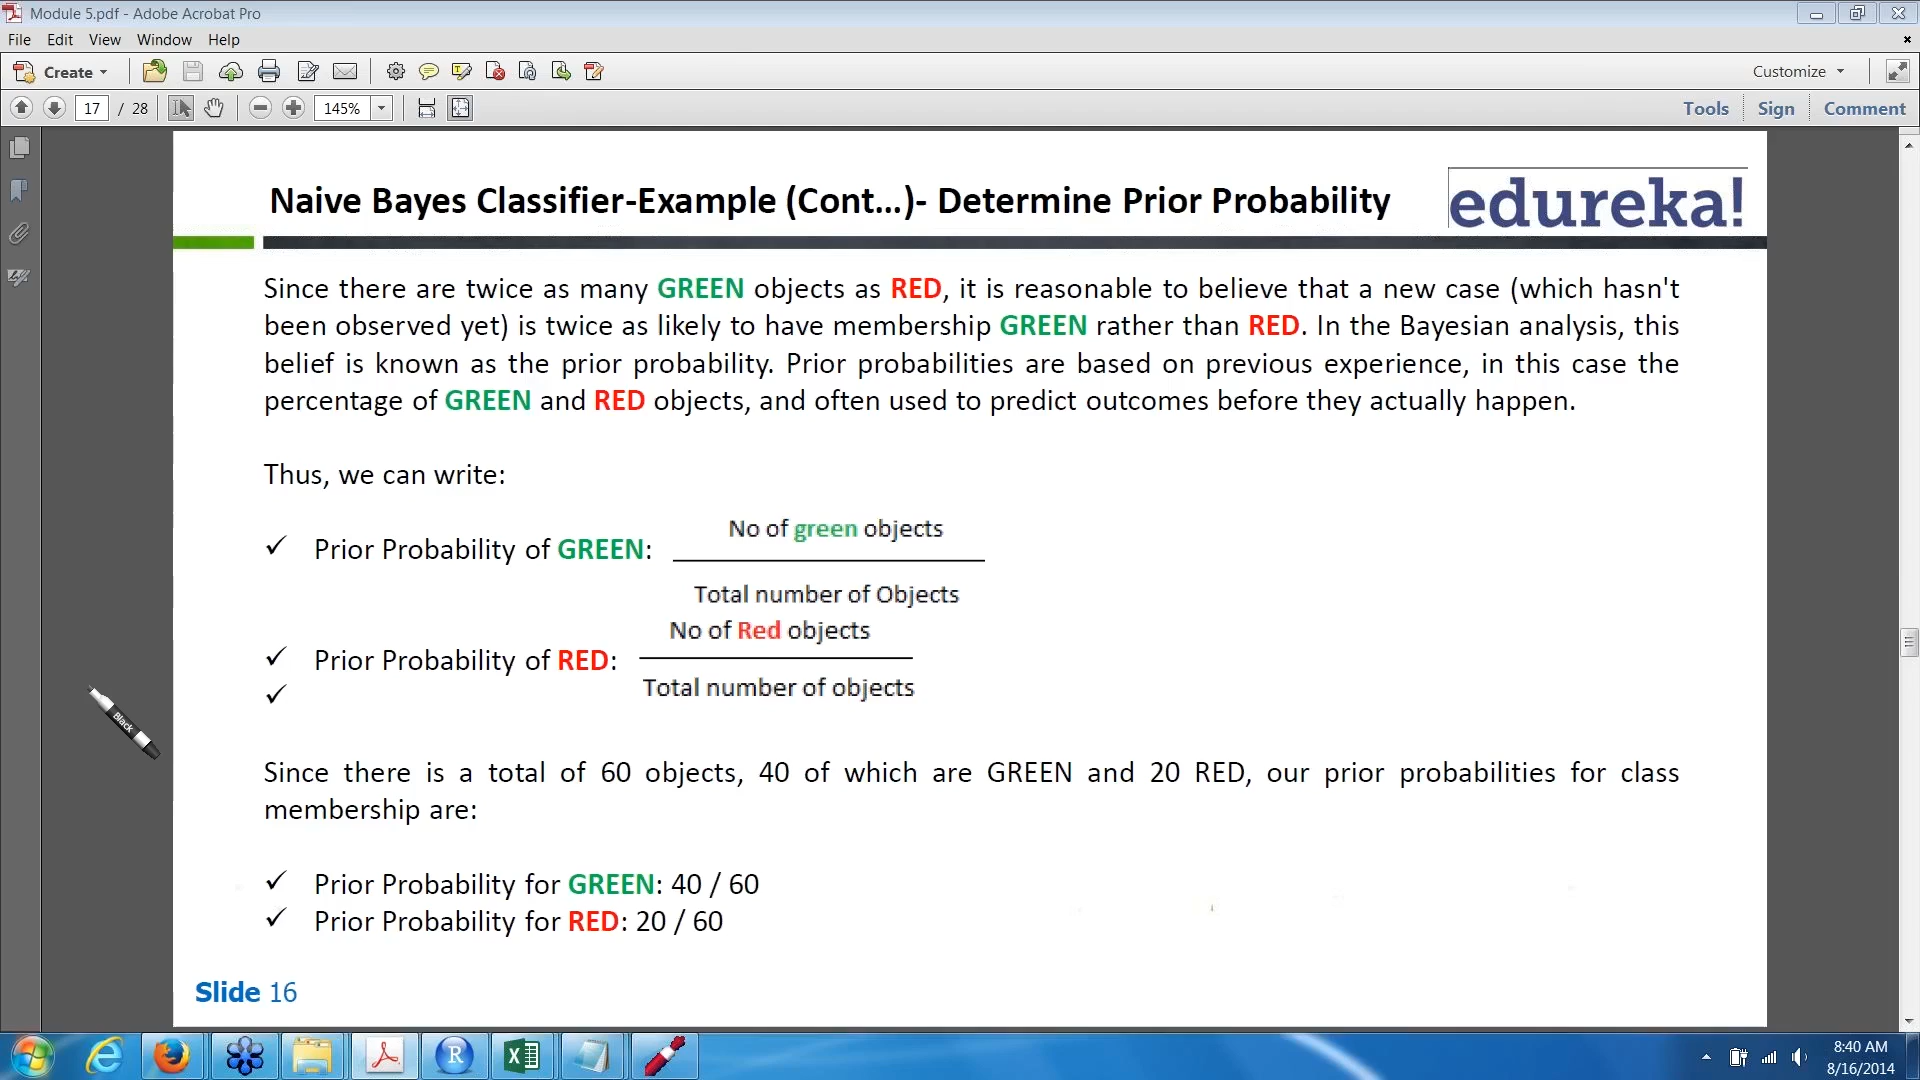 Module 5.pdf - Adobe Acrobat Pro
File Edit View Window Help
Create Customize
17 / 28 145% Tools Sign Comment
Naive Bayes Classifier-Example (Cont...)- Determine Prior Probability edureka!
Since there are twice as many GREEN objects as RED, it is reasonable to believe that a new case (which hasn't
been observed yet) is twice as likely to have membership GREEN rather than RED. In the Bayesian analysis, this
belief is known as the prior probability. Prior probabilities are based on previous experience, in this case the
percentage of GREEN and RED objects, and often used to predict outcomes before they actually happen.
Thus, we can write:
No of green objects
✓ Prior Probability of GREEN:
Total number of Objects
No of Red objects
✓ Prior Probability of RED:
✓ Total number of objects
Black
Since there is a total of 60 objects, 40 of which are GREEN and 20 RED, our prior probabilities for class
membership are:
✓ Prior Probability for GREEN: 40 / 60
✓ Prior Probability for RED: 20 / 60
Slide 16
8:40 AM
8/16/2014